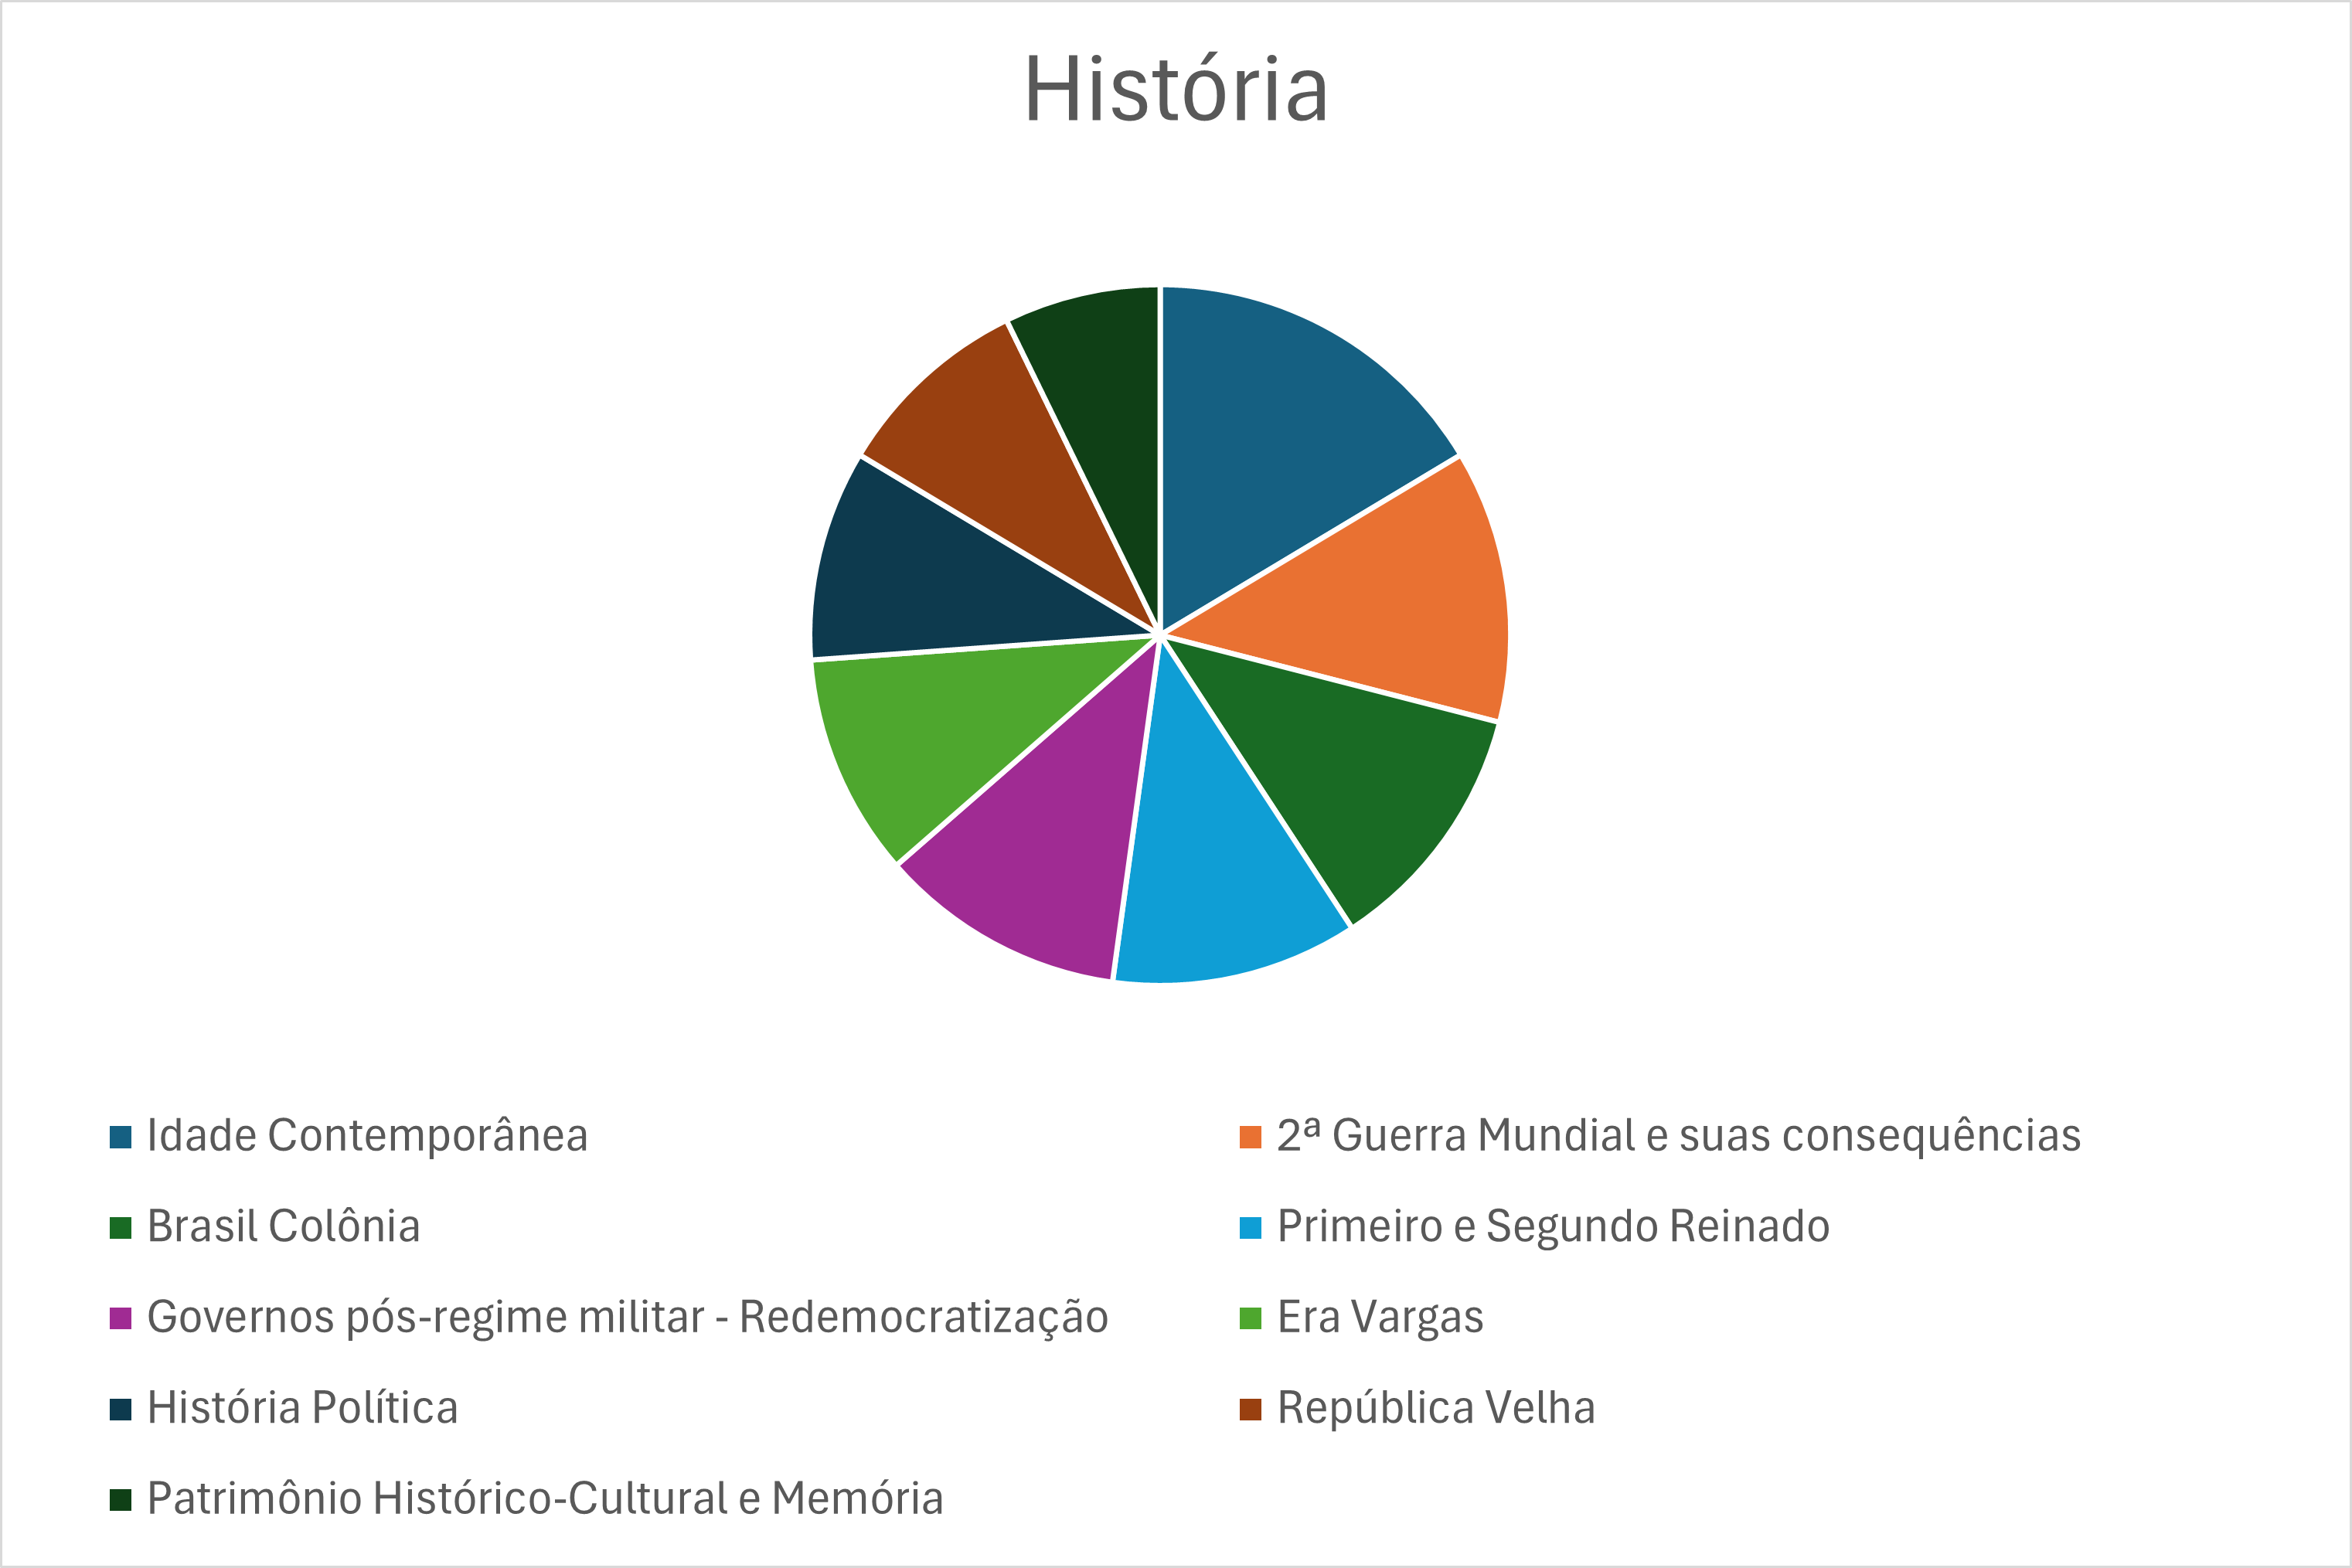 História
Idade Contemporânea
2ª Guerra Mundial e suas consequências
Brasil Colônia
Primeiro e Segundo Reinado
Governos pós-regime militar - Redemocratização
Era Vargas
História Política
República Velha
Patrimônio Histórico-Cultural e Memória